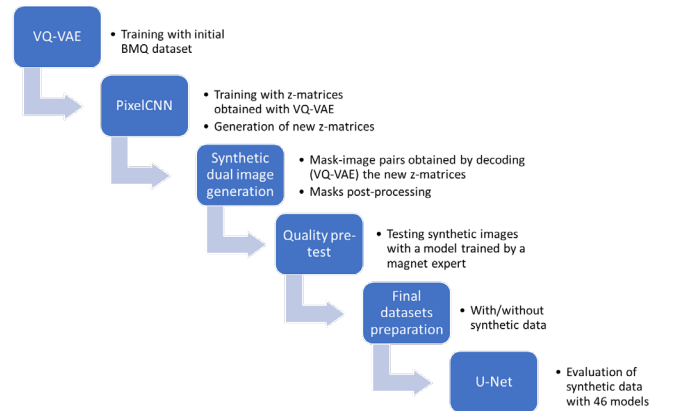 VQ-VAE
• Training with initial
BMQ dataset
PixelCNN
• Training with z-matrices
obtained with VQ-VAE
• Generation of new z-matrices
Synthetic
dual image
generation
• Mask-image pairs obtained by decoding
(VQ-VAE) the new z-matrices
• Masks post-processing
Quality pre-
test
• Testing synthetic images
with a model trained by a
magnet expert
Final
datasets
preparation
• With/without
synthetic data
U-Net
• Evaluation of
synthetic data
with 46 models